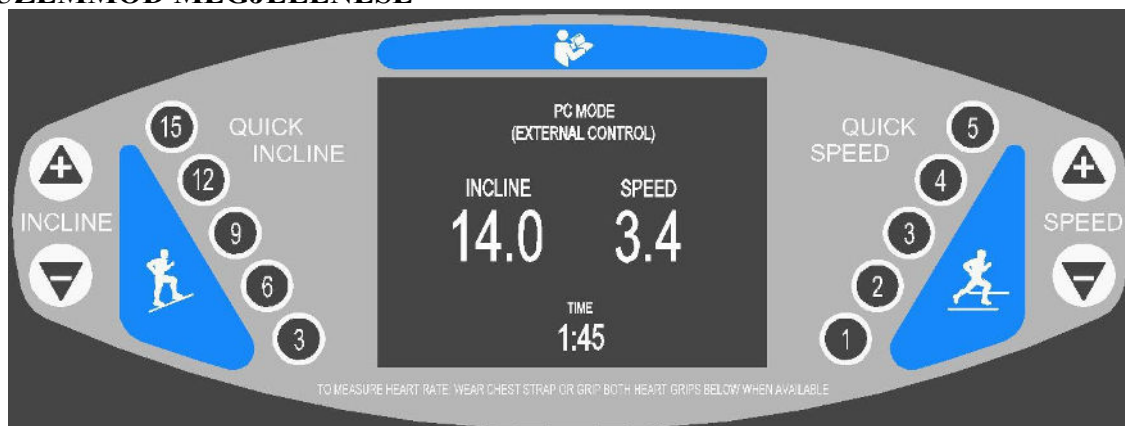 ÜZEMMÓD MEGJELENÉSE
PC MODE
(EXTERNAL CONTROL)
INCLINE
14.0
SPEED
3.4
TIME
1:45
QUICK
INCLINE
15
12
9
6
3
INCLINE
QUICK
SPEED
5
4
3
2
1
SPEED
TO MEASURE HEART RATE, WEAR CHEST STRAP OR GRIP BOTH HEART GRIPS BELOW WHEN AVAILABLE